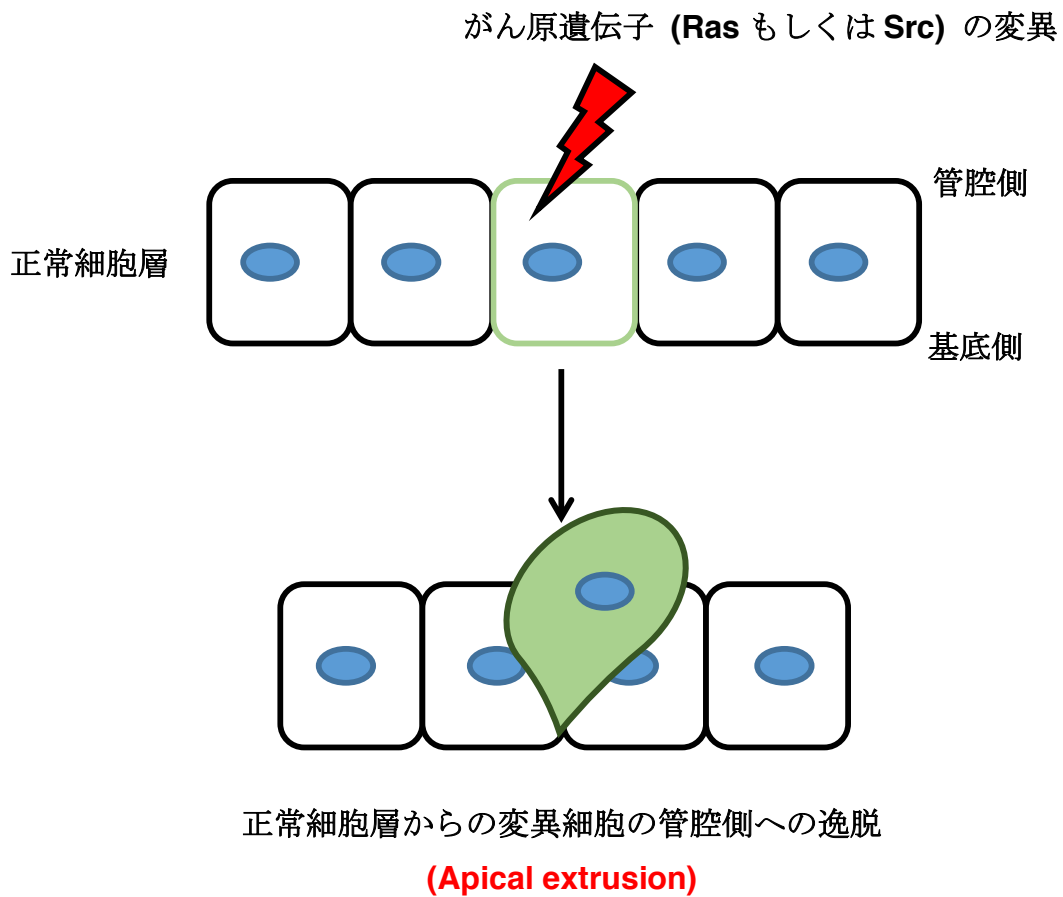 がん原遺伝子 (Ras もしくは Src) の変異
管腔側
正常細胞層
基底側
正常細胞層からの変異細胞の管腔側への逸脱
(Apical extrusion)